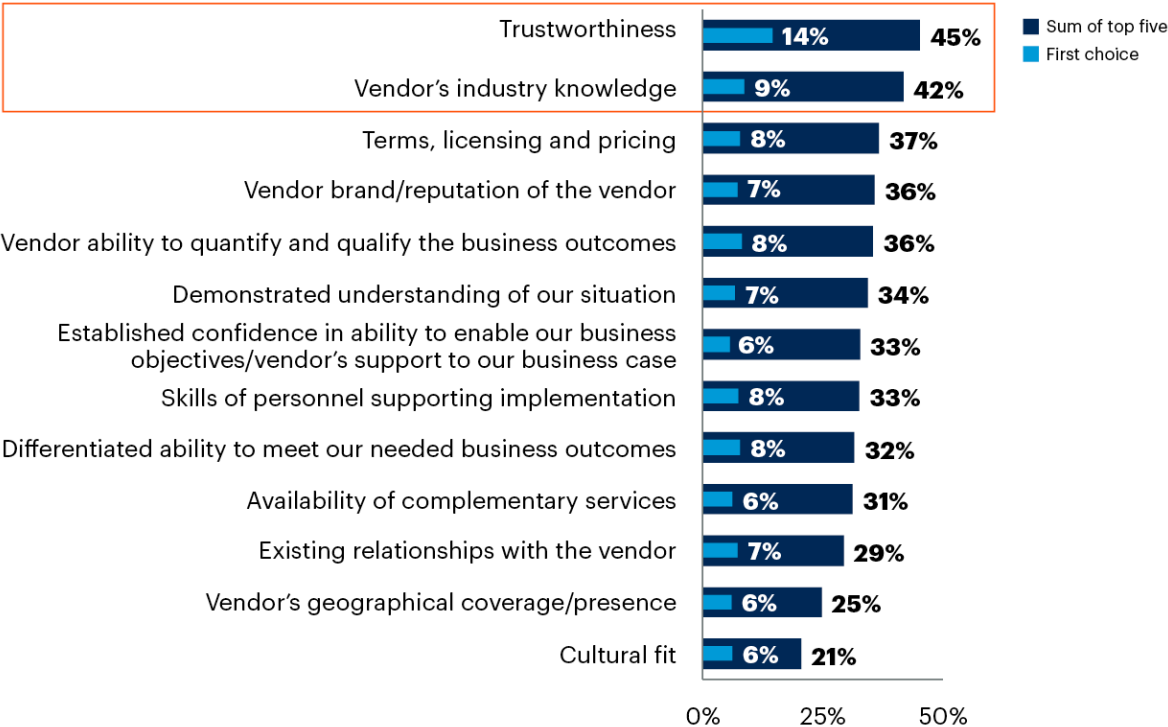 Trustworthiness 14% 45%
Vendor’s industry knowledge 9% 42%
Terms, licensing and pricing 8% 37%
Vendor brand/reputation of the vendor 7% 36%
Vendor ability to quantify and qualify the business outcomes 8% 36%
Demonstrated understanding of our situation 7% 34%
Established confidence in ability to enable our business
objectives/vendor’s support to our business case 6% 33%
Skills of personnel supporting implementation 8% 33%
Differentiated ability to meet our needed business outcomes 8% 32%
Availability of complementary services 6% 31%
Existing relationships with the vendor 7% 29%
Vendor’s geographical coverage/presence 6% 25%
Cultural fit 6% 21%
0% 25% 50%
Sum of top five
First choice